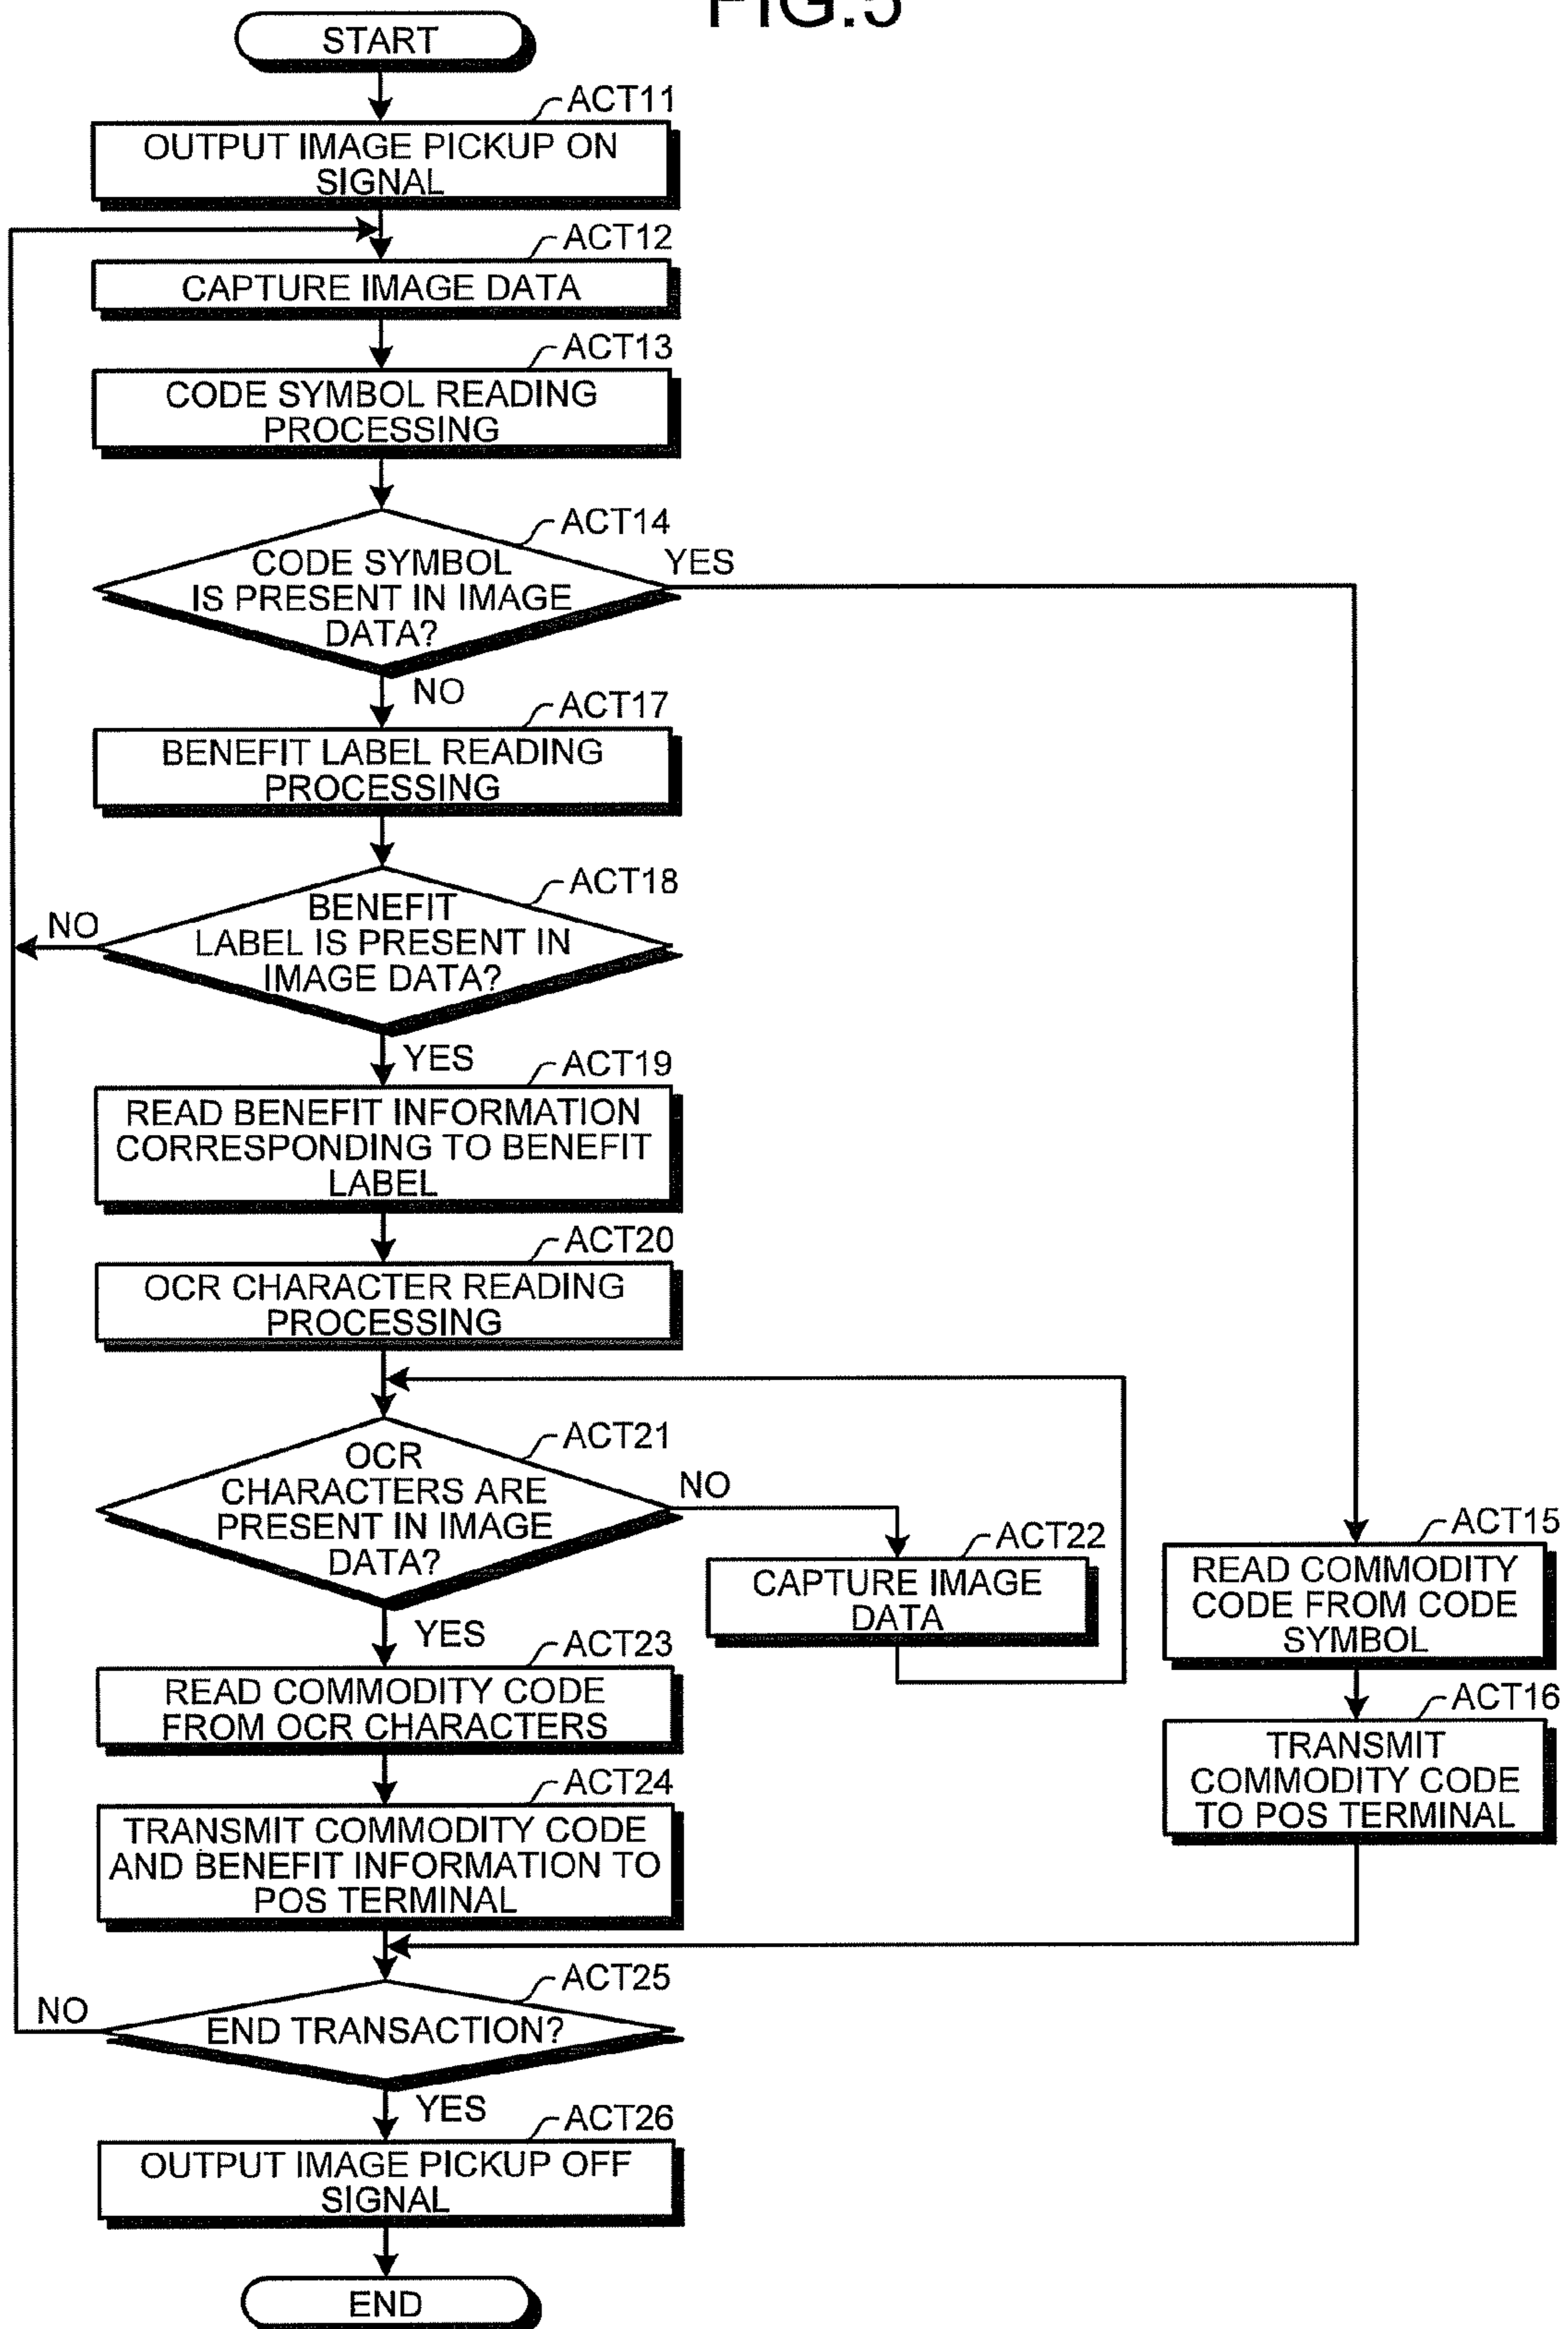 FIG.5
START
ACT11
OUTPUT IMAGE PICKUP ON
SIGNAL
ACT12
CAPTURE IMAGE DATA
ACT13
CODE SYMBOL READING
PROCESSING
ACT14
CODE SYMBOL
IS PRESENT IN IMAGE
DATA?
YES
NO
ACT17
BENEFIT LABEL READING
PROCESSING
ACT18
BENEFIT
LABEL IS PRESENT IN
IMAGE DATA?
NO
YES
ACT19
READ BENEFIT INFORMATION
CORRESPONDING TO BENEFIT
LABEL
ACT20
OCR CHARACTER READING
PROCESSING
ACT21
OCR
CHARACTERS ARE
PRESENT IN IMAGE
DATA?
NO
ACT22
CAPTURE IMAGE
DATA
YES
ACT23
READ COMMODITY CODE
FROM OCR CHARACTERS
ACT24
TRANSMIT COMMODITY CODE
AND BENEFIT INFORMATION TO
POS TERMINAL
ACT15
READ COMMODITY
CODE FROM CODE
SYMBOL
ACT16
TRANSMIT
COMMODITY CODE
TO POS TERMINAL
ACT25
END TRANSACTION?
NO
YES
ACT26
OUTPUT IMAGE PICKUP OFF
SIGNAL
END